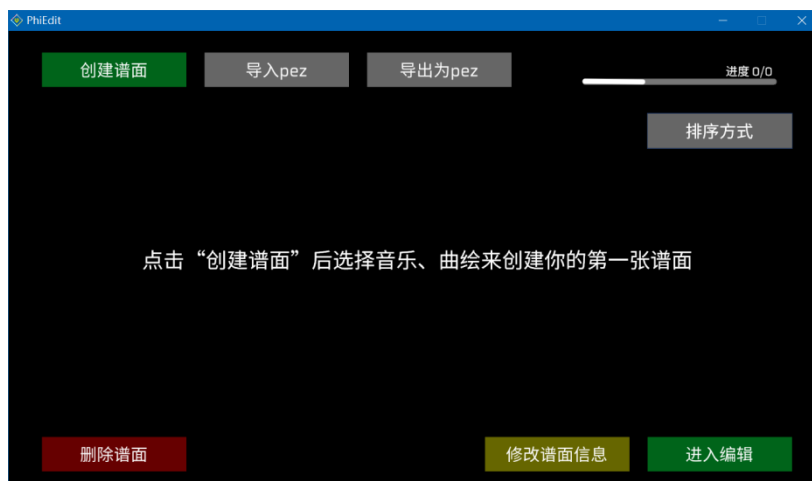 PhiEdit
创建谱面 导入pez 导出为pez 进度 0/0
排序方式
点击“创建谱面”后选择音乐、曲绘来创建你的第一张谱面
删除谱面 修改谱面信息 进入编辑